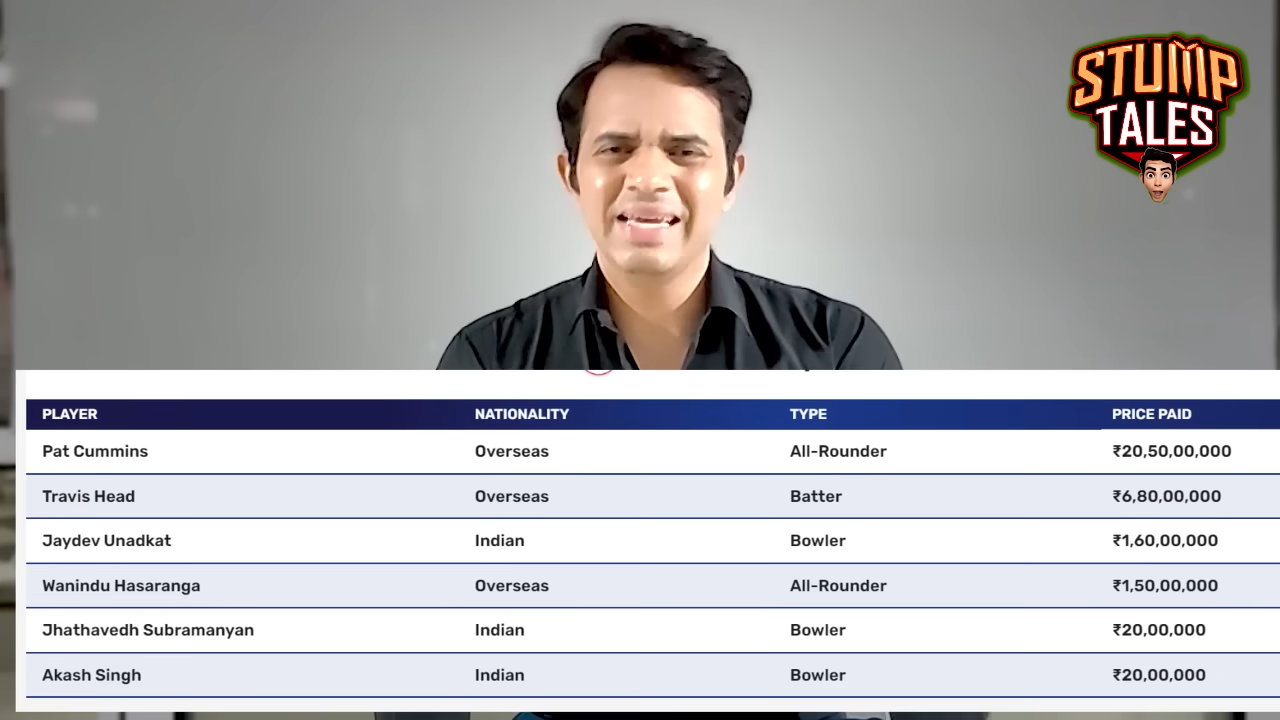 STUMP
TALES
PLAYER NATIONALITY TYPE PRICE PAID
Pat Cummins Overseas All-Rounder ₹20,50,00,000
Travis Head Overseas Batter ₹6,80,00,000
Jaydev Unadkat Indian Bowler ₹1,60,00,000
Wanindu Hasaranga Overseas All-Rounder ₹1,50,00,000
Jhathavedh Subramanyan Indian Bowler ₹20,00,000
Akash Singh Indian Bowler ₹20,00,000